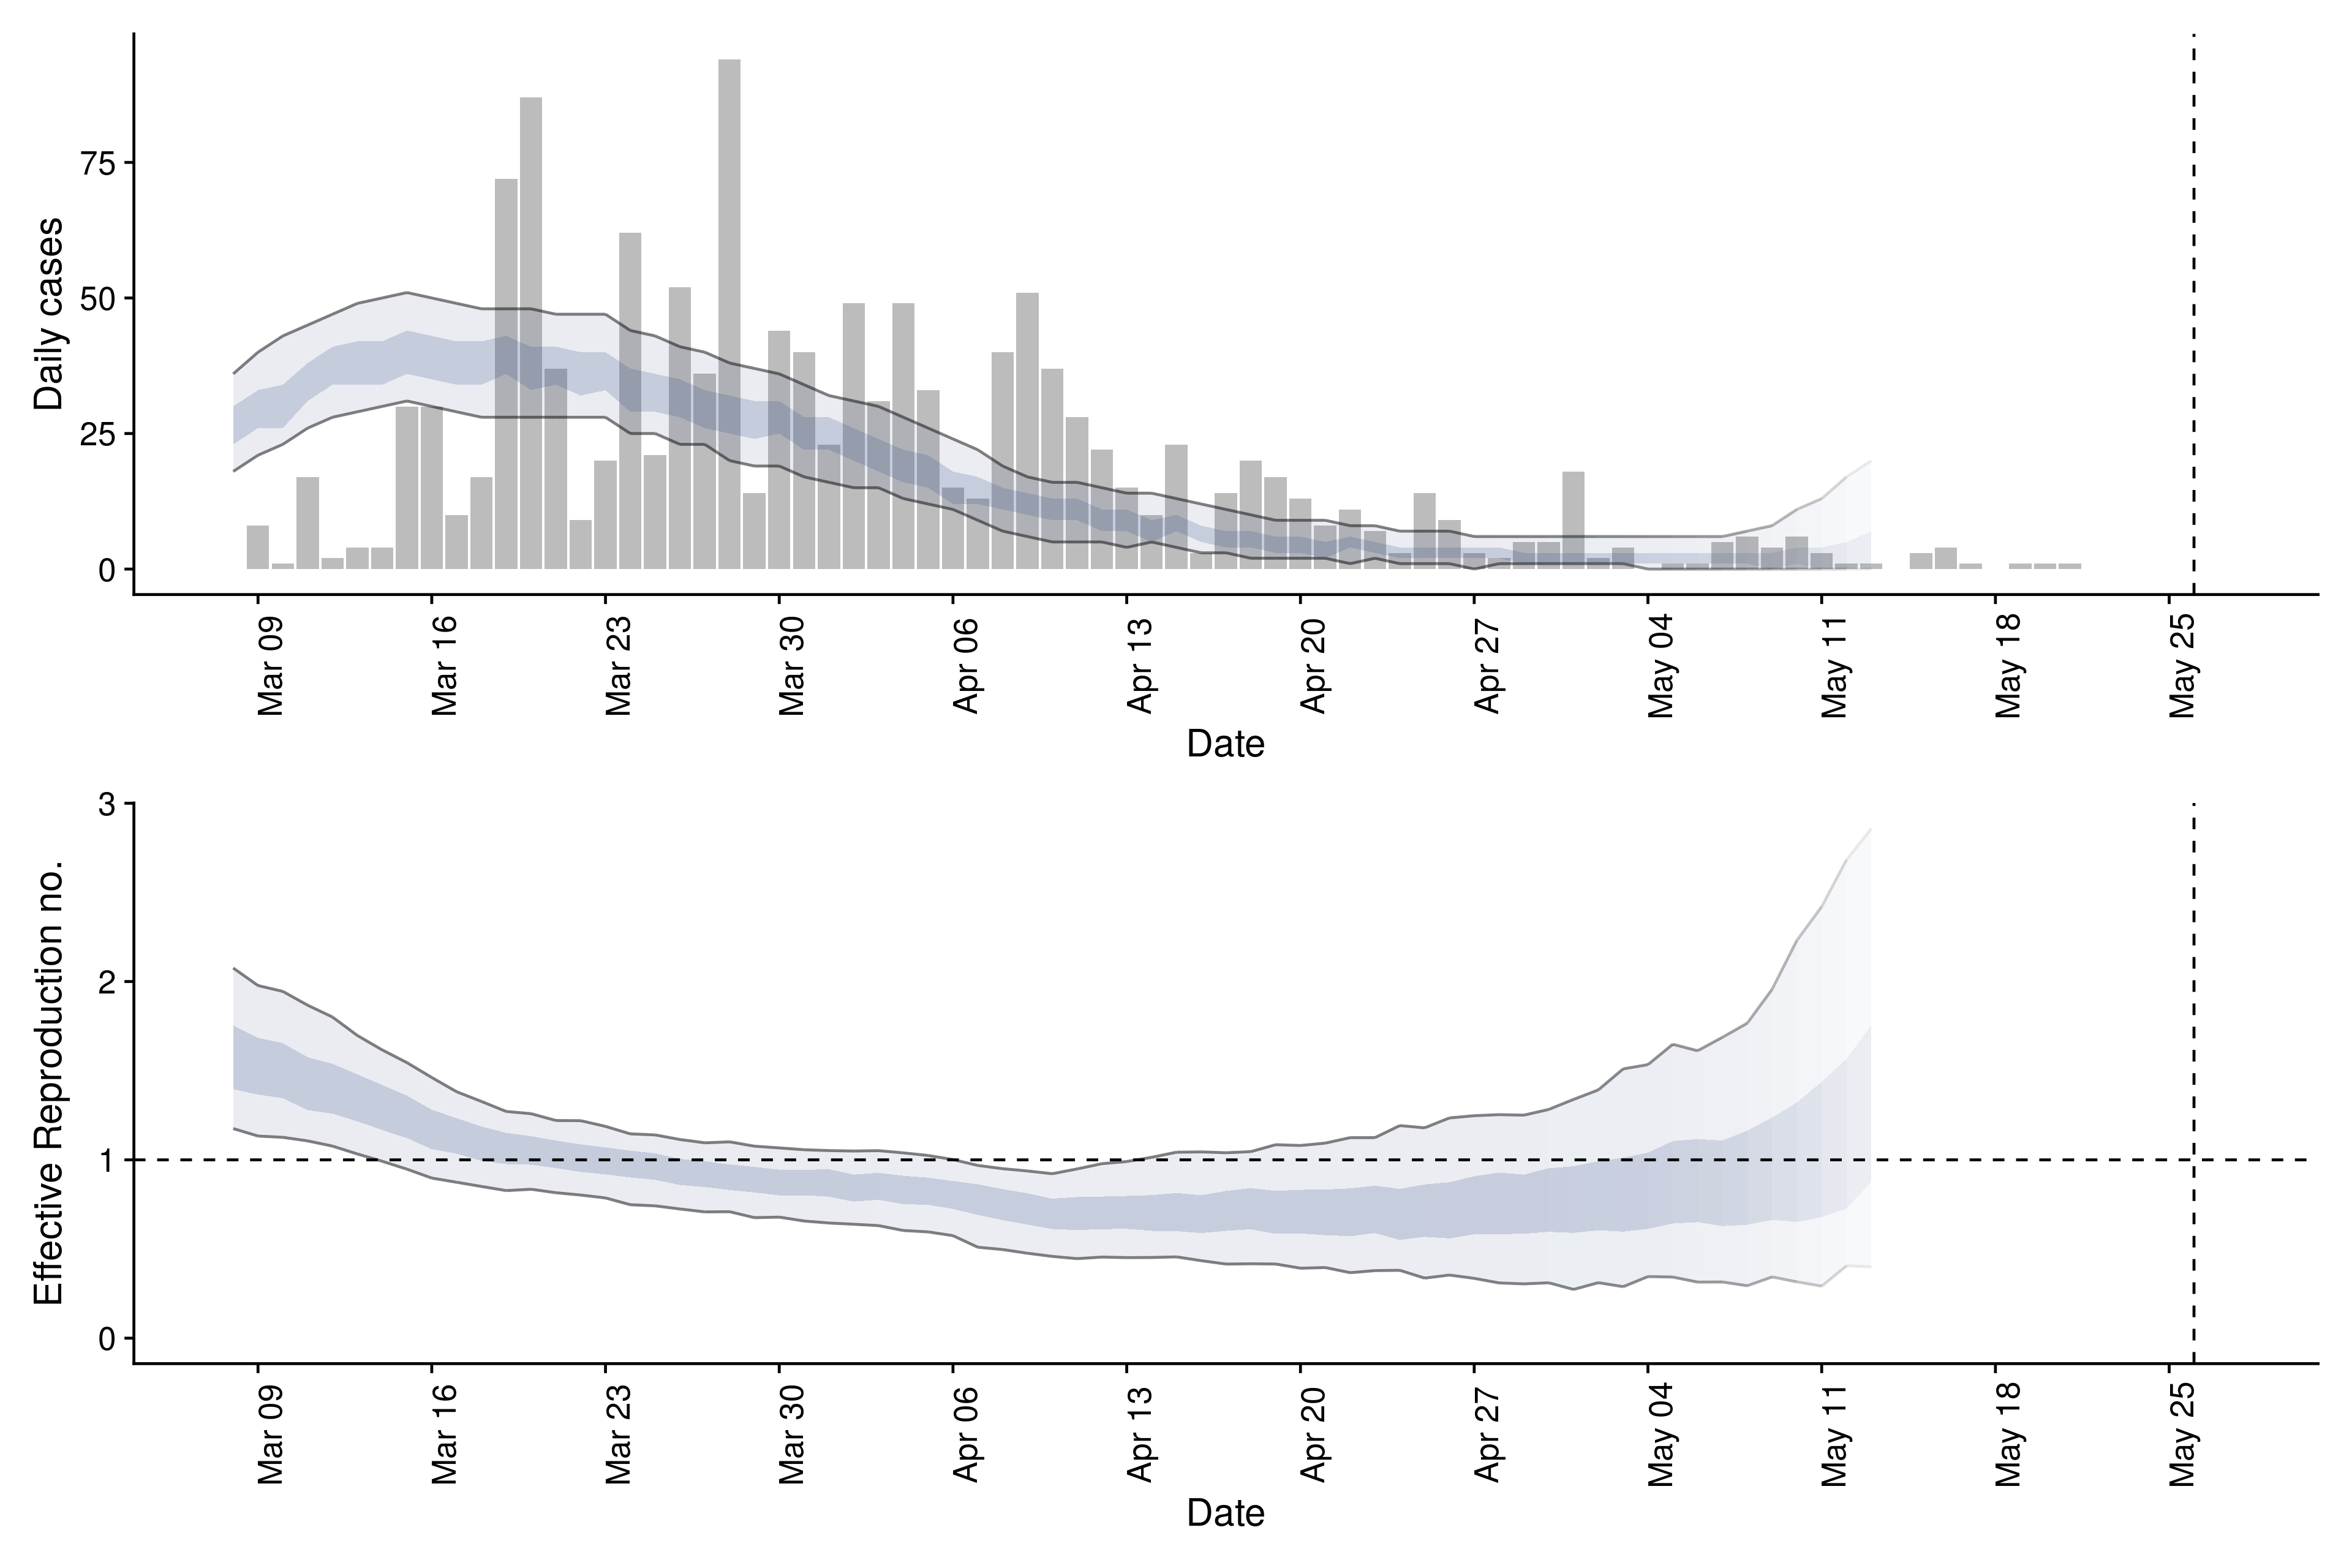 Daily cases
75
50
25
0
Mar 09
Mar 16
Mar 23
Mar 30
Apr 06
Apr 13
Apr 20
Apr 27
May 04
May 11
May 18
May 25
Date
Effective Reproduction no.
3
2
1
0
Mar 09
Mar 16
Mar 23
Mar 30
Apr 06
Apr 13
Apr 20
Apr 27
May 04
May 11
May 18
May 25
Date